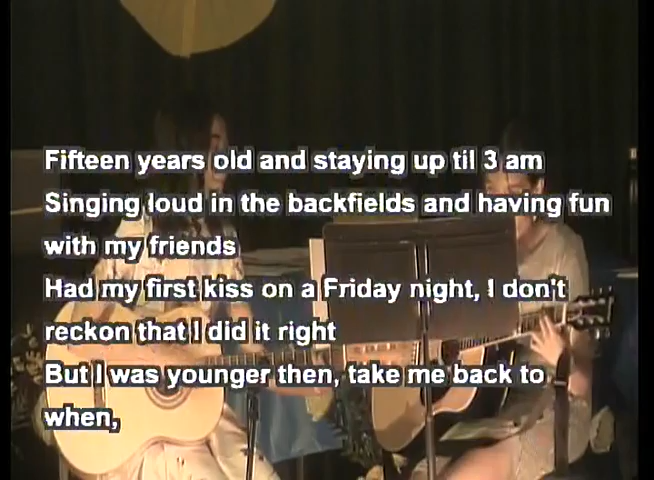 Fifteen years old and staying up til 3 am
Singing loud in the backfields and having fun
with my friends
Had my first kiss on a Friday night, I don't
reckon that I did it right
But I was younger then, take me back to
when,